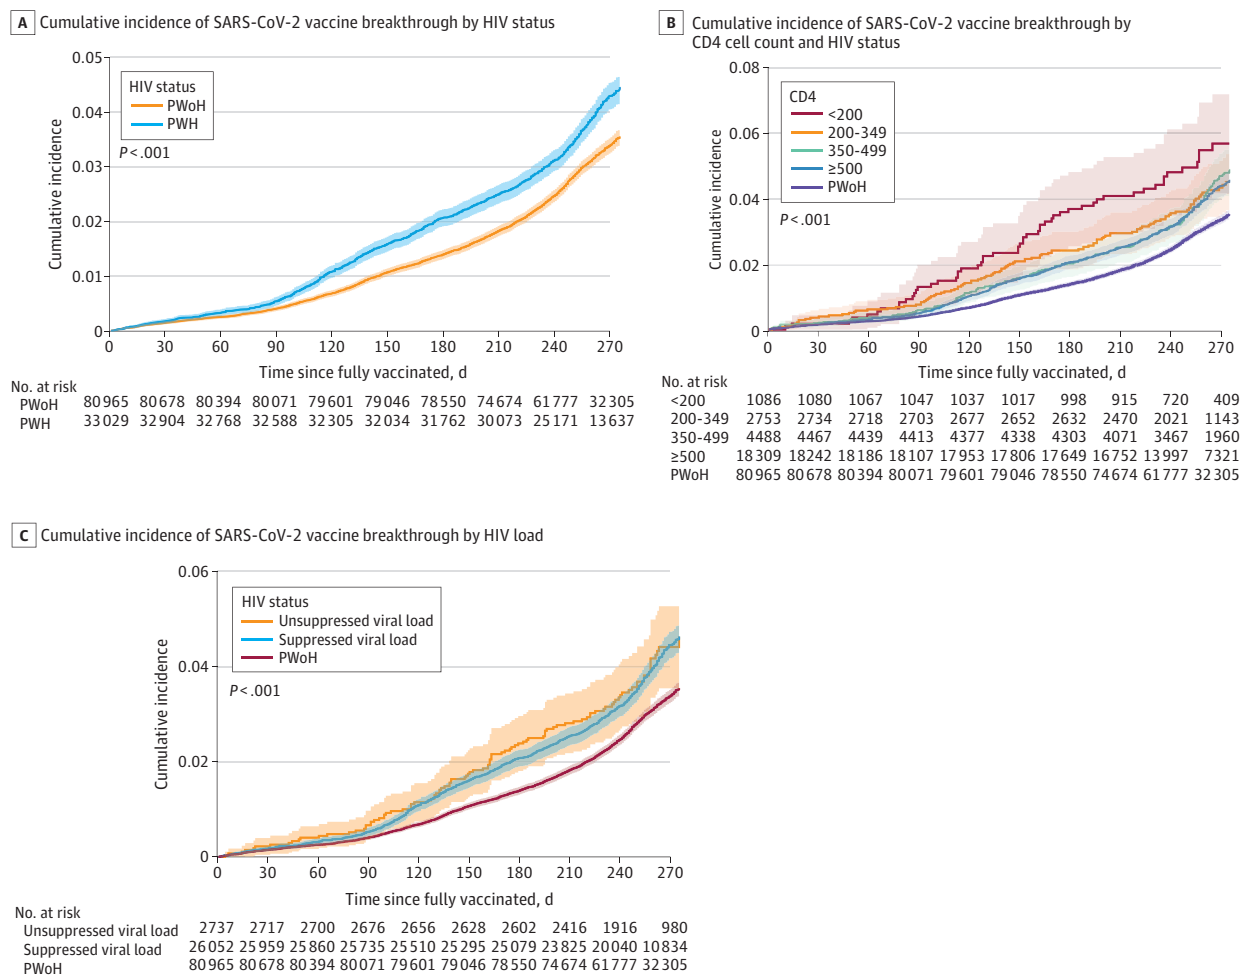 A Cumulative incidence of SARS-CoV-2 vaccine breakthrough by HIV status
0.05
0.04
0.03
0.02
0.01
0
Cumulative incidence
HIV status
PWoH
PWH
P < .001
0 30 60 90 120 150 180 210 240 270
Time since fully vaccinated, d
No. at risk
PWoH 80965 80678 80394 80071 79601 79046 78550 74674 61777 32305
PWH 33029 32904 32768 32588 32305 32034 31762 30073 25171 13637
B Cumulative incidence of SARS-CoV-2 vaccine breakthrough by
CD4 cell count and HIV status
0.08
0.06
0.04
0.02
0
Cumulative incidence
CD4
<200
200-349
350-499
≥500
PWoH
P < .001
0 30 60 90 120 150 180 210 240 270
Time since fully vaccinated, d
No. at risk
<200 1086 1080 1067 1047 1037 1017 998 915 720 409
200-349 2753 2734 2718 2703 2677 2652 2632 2470 2021 1143
350-499 4488 4467 4439 4413 4377 4338 4303 4071 3467 1960
≥500 18309 18242 18186 18107 17953 17806 17649 16752 13997 7321
PWoH 80965 80678 80394 80071 79601 79046 78550 74674 61777 32305
C Cumulative incidence of SARS-CoV-2 vaccine breakthrough by HIV load
0.06
0.04
0.02
0
Cumulative incidence
HIV status
Unsuppressed viral load
Suppressed viral load
PWoH
P < .001
0 30 60 90 120 150 180 210 240 270
Time since fully vaccinated, d
No. at risk
Unsuppressed viral load 2737 2717 2700 2676 2656 2628 2602 2416 1916 980
Suppressed viral load 26052 25959 25860 25735 25510 25295 25079 23825 20040 10834
PWoH 80965 80678 80394 80071 79601 79046 78550 74674 61777 32305